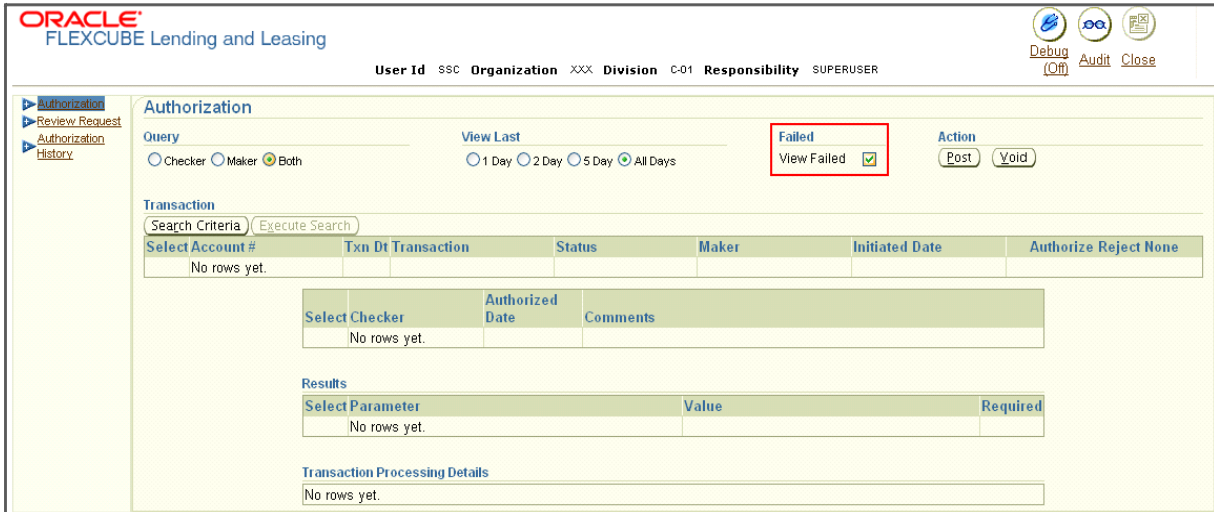 ORACLE
FLEXCUBE Lending and Leasing
User Id SSC Organization XXX Division C-01 Responsibility SUPERUSER
Debug (Off) Audit Close
Authorization
Review Request
Authorization History
Authorization
Query View Last Failed Action
Checker Maker Both 1 Day 2 Day 5 Day All Days View Failed Post Void
Transaction
Search Criteria Execute Search
Select Account # Txn Dt Transaction Status Maker Initiated Date Authorize Reject None
No rows yet.
Select Checker Authorized Date Comments
No rows yet.
Results
Select Parameter Value Required
No rows yet.
Transaction Processing Details
No rows yet.